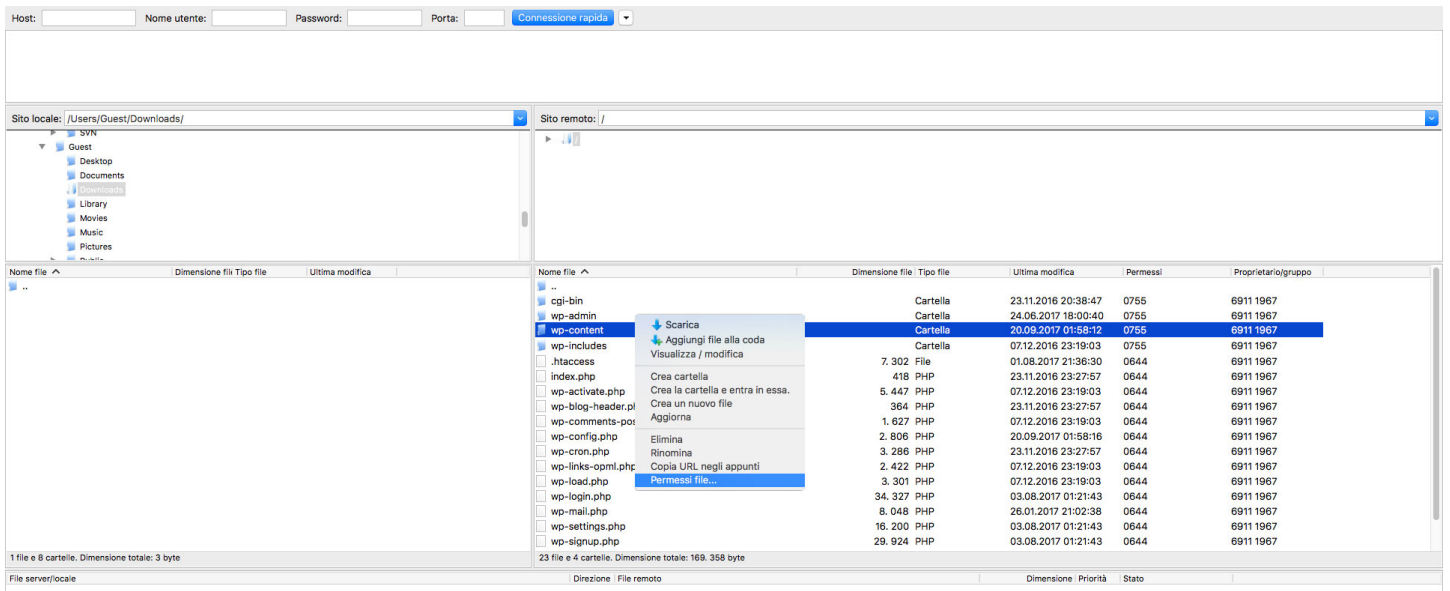 Host: Nome utente: Password: Porta: Connessione rapida
Sito locale: /Users/Guest/Downloads/
SVN
Guest
Desktop
Documents
Downloads
Library
Movies
Music
Pictures
Public
Sito remoto: /
/
Nome file Dimensione file Tipo file Ultima modifica
..
1 file e 8 cartelle. Dimensione totale: 3 byte
Nome file Dimensione file Tipo file Ultima modifica Permessi Proprietario/gruppo
..
cgi-bin Cartella 23.11.2016 20:38:47 0755 6911 1967
wp-admin Cartella 24.06.2017 18:00:40 0755 6911 1967
wp-content Cartella 20.09.2017 01:58:12 0755 6911 1967
wp-includes Cartella 07.12.2016 23:19:03 0755 6911 1967
.htaccess 7. 302 File 01.08.2017 21:36:30 0644 6911 1967
index.php 418 PHP 23.11.2016 23:27:57 0644 6911 1967
wp-activate.php 5. 447 PHP 07.12.2016 23:19:03 0644 6911 1967
wp-blog-header.p 364 PHP 23.11.2016 23:27:57 0644 6911 1967
wp-comments-pos 1. 627 PHP 07.12.2016 23:19:03 0644 6911 1967
wp-config.php 2. 806 PHP 20.09.2017 01:58:16 0644 6911 1967
wp-cron.php 3. 286 PHP 23.11.2016 23:27:57 0644 6911 1967
wp-links-opml.php 2. 422 PHP 07.12.2016 23:19:03 0644 6911 1967
wp-load.php 3. 301 PHP 07.12.2016 23:19:03 0644 6911 1967
wp-login.php 34. 327 PHP 03.08.2017 01:21:43 0644 6911 1967
wp-mail.php 8. 048 PHP 26.01.2017 21:02:38 0644 6911 1967
wp-settings.php 16. 200 PHP 03.08.2017 01:21:43 0644 6911 1967
wp-signup.php 29. 924 PHP 03.08.2017 01:21:43 0644 6911 1967
Scarica
Aggiungi file alla coda
Visualizza / modifica
Crea cartella
Crea la cartella e entra in essa.
Crea un nuovo file
Aggiorna
Elimina
Rinomina
Copia URL negli appunti
Permessi file...
23 file e 4 cartelle. Dimensione totale: 169. 358 byte
File server/locale Direzione File remoto Dimensione Priorità Stato